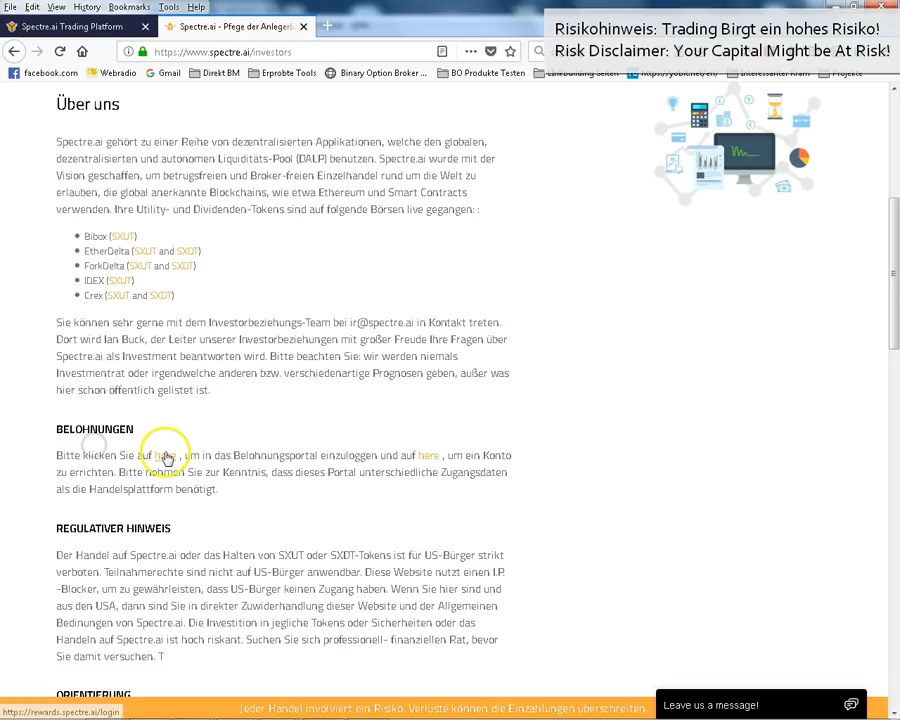 File Edit View History Bookmarks Tools Help
Spectre.ai Trading Platform
Spectre.ai - Pfege der Anlegerb
Risikohinweis: Trading Birgt ein hohes Risiko!
Risk Disclaimer: Your Capital Might be At Risk!
https://www.spectre.ai/investors
facebook.com Webradio Gmail Direkt BM Erprobte Tools Binary Option Broker ... BO Produkte Testen Linkbuilding Seiten https://yobit.net/en/ Interessanter Kram Projekte
Über uns
Spectre.ai gehört zu einer Reihe von dezentralisierten Applikationen, welche den globalen,
dezentralisierten und autonomen Liquiditäts-Pool (DALP) benutzen. Spectre.ai wurde mit der
Vision geschaffen, um betrugsfreien und Broker-freien Einzelhandel rund um die Welt zu
erlauben, die global anerkannte Blockchains, wie etwa Ethereum und Smart Contracts
verwenden. Ihre Utility- und Dividenden-Tokens sind auf folgende Börsen live gegangen: :
Bibox (SXUT)
EtherDelta (SXUT and SXDT)
ForkDelta (SXUT and SXDT)
IDEX (SXUT)
Crex (SXUT and SXDT)
Sie können sehr gerne mit dem Investorbeziehungs-Team bei ir@spectre.ai in Kontakt treten.
Dort wird Ian Buck, der Leiter unserer Investorbeziehungen mit großer Freude Ihre Fragen über
Spectre.ai als Investment beantworten wird. Bitte beachten Sie: wir werden niemals
Investmentrat oder irgendwelche anderen bzw. verschiedenartige Prognosen geben, außer was
hier schon öffentlich gelistet ist.
BELOHNUNGEN
Bitte klicken Sie auf here , um in das Belohnungsportal einzuloggen und auf here , um ein Konto
zu errichten. Bitte nehmen Sie zur Kenntnis, dass dieses Portal unterschiedliche Zugangsdaten
als die Handelsplattform benötigt.
REGULATIVER HINWEIS
Der Handel auf Spectre.ai oder das Halten von SXUT oder SXDT-Tokens ist für US-Bürger strikt
verboten. Teilnahmerechte sind nicht auf US-Bürger anwendbar. Diese Website nutzt einen I.P.
-Blocker, um zu gewährleisten, dass US-Bürger keinen Zugang haben. Wenn Sie hier sind und
aus den USA, dann sind Sie in direkter Zuwiderhandlung dieser Website und der Allgemeinen
Bedinungen von Spectre.ai. Die Investition in jegliche Tokens oder Sicherheiten oder das
Handeln auf Spectre.ai ist hoch riskant. Suchen Sie sich professionell- finanziellen Rat, bevor
Sie damit versuchen. T
ORIENTIERUNG
Jeder Handel involviert ein Risiko. Verluste können die Einzahlungen überschreiten.
Leave us a message!
https://rewards.spectre.ai/login